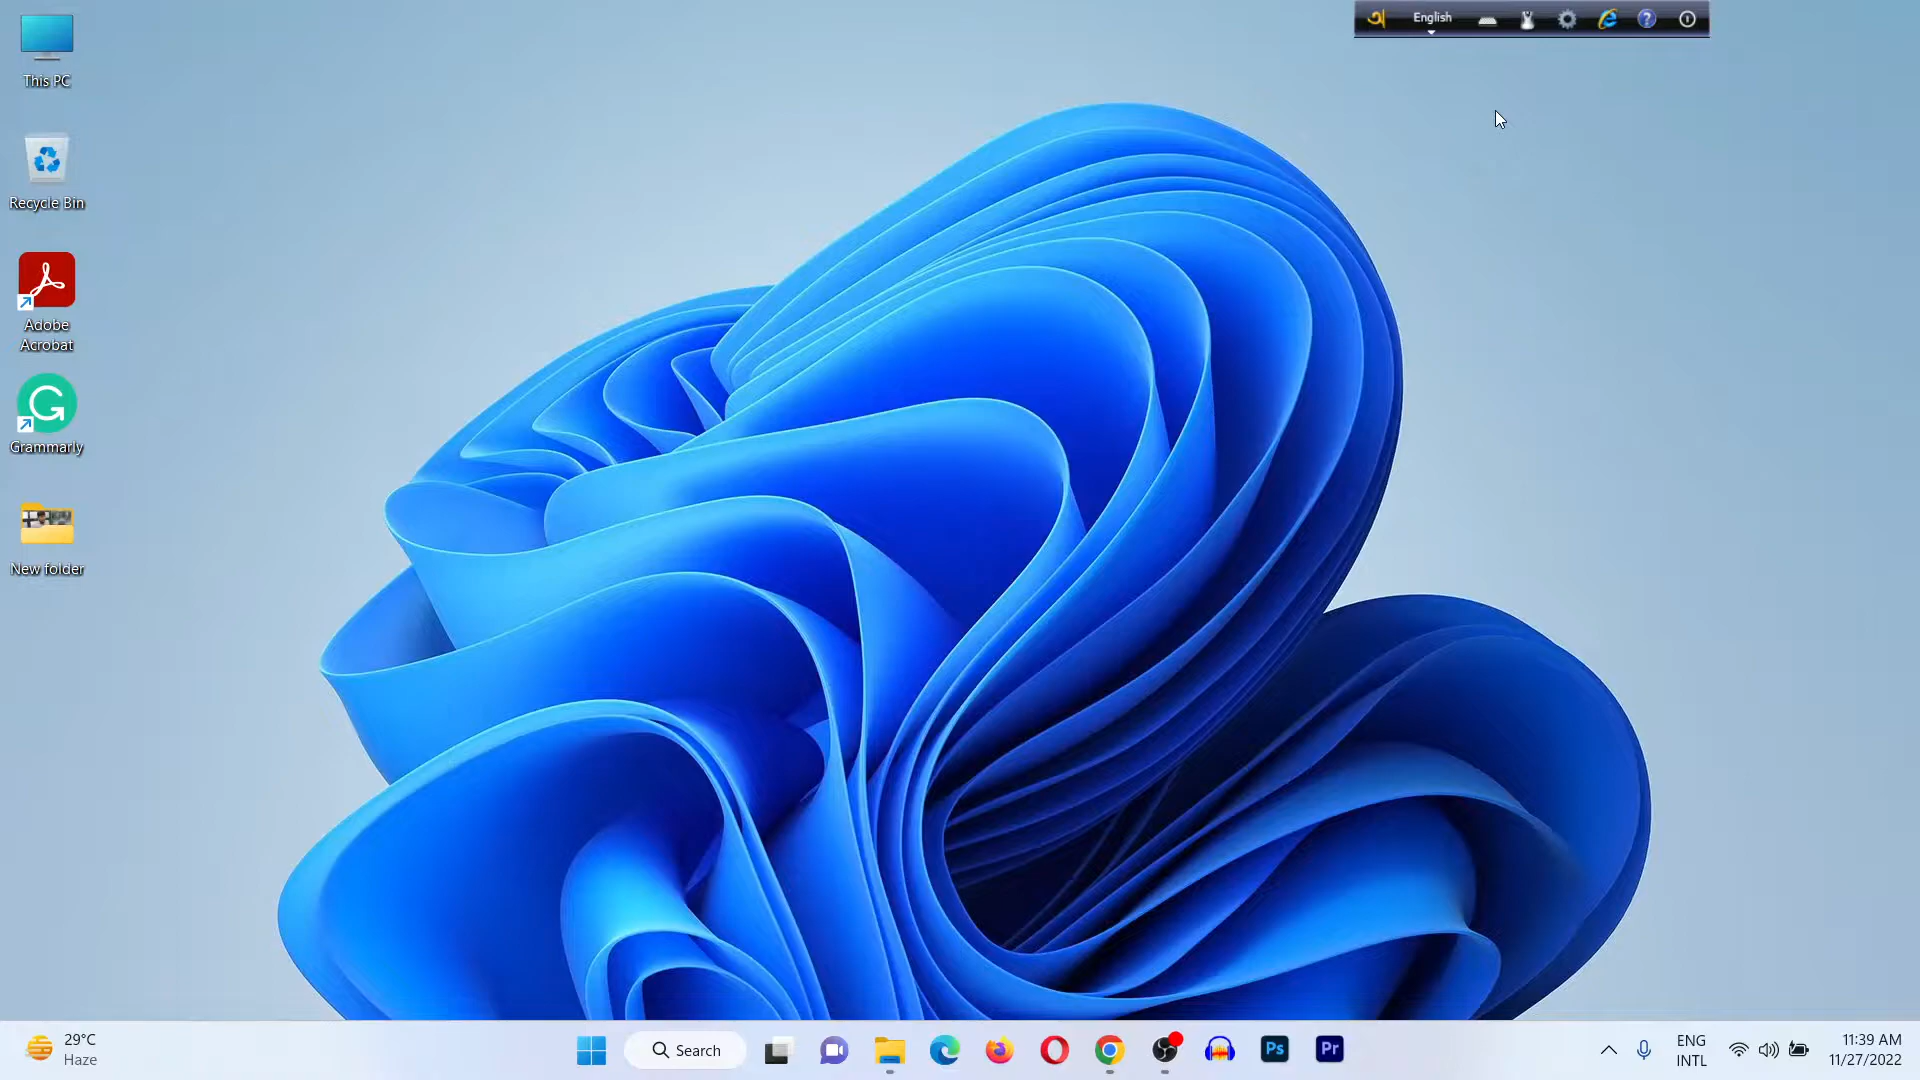 অ English
This PC
Recycle Bin
Adobe
Acrobat
Grammarly
New folder
29°C
Haze
Search
Ps
Pr
ENG
INTL
11:39 AM
11/27/2022